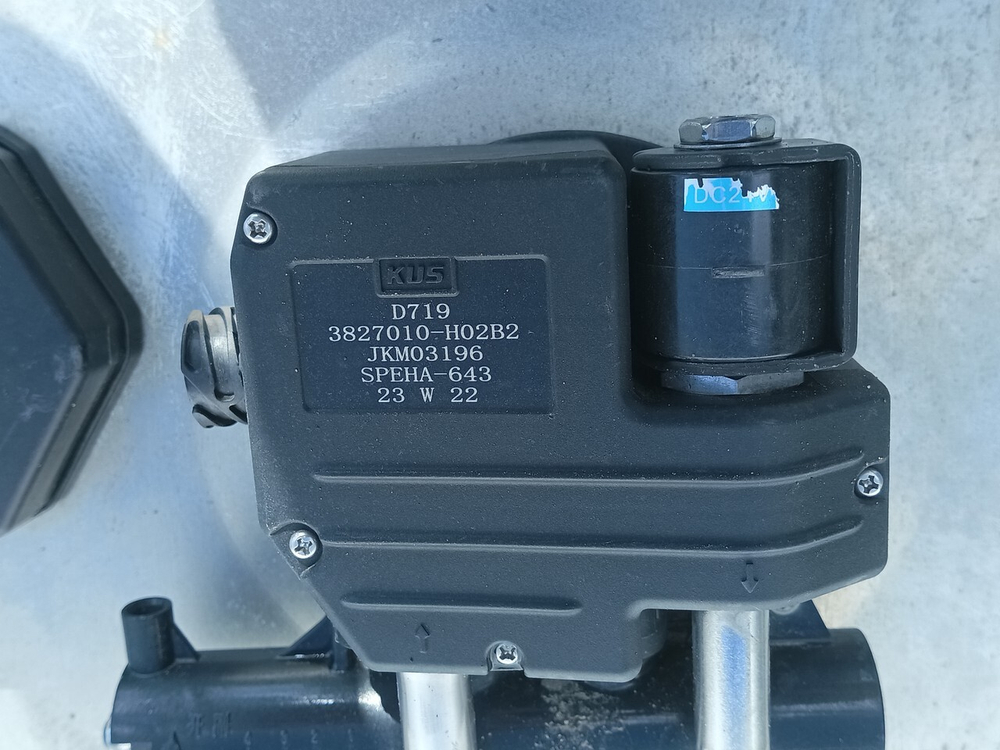 DC24V
KUS
D719
3827010-H02B2
JKM03196
SPEHA-643
23 W 22